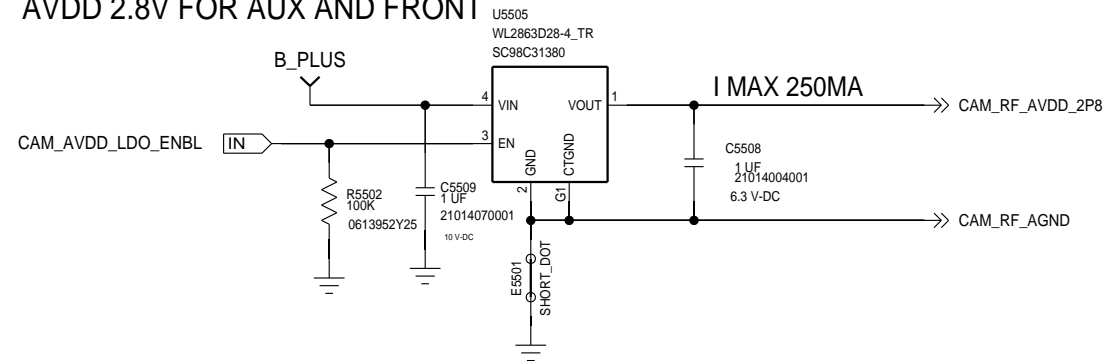 AVDD 2.8V FOR AUX AND FRONT
U5505
WL2863D28-4_TR
SC98C31380
B_PLUS
4
VIN
VOUT
1
I MAX 250MA
CAM_RF_AVDD_2P8
CAM_AVDD_LDO_ENBL
IN
3
EN
GND
CTGND
2
G1
C5508
1 UF
21014004001
6.3 V-DC
R5502
100K
0613952Y25
C5509
1 UF
21014070001
10 V-DC
CAM_RF_AGND
E5501
SHORT_DOT